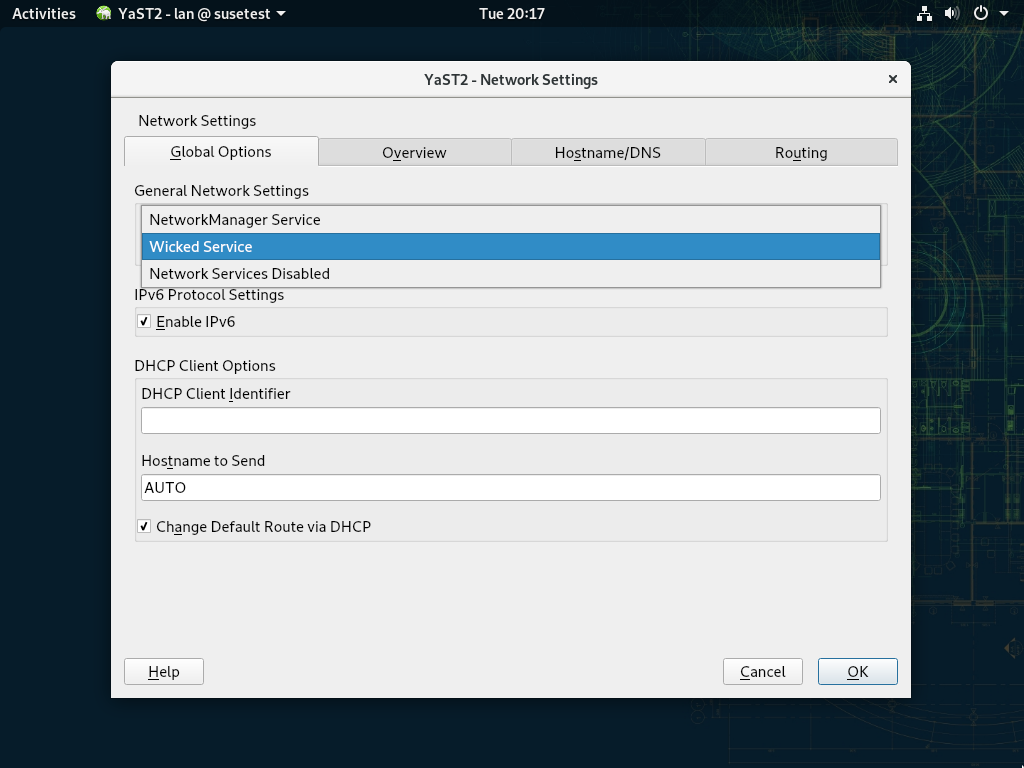 Activities YaST2 - lan @ susetest Tue 20:17
YaST2 - Network Settings
Network Settings
Global Options Overview Hostname/DNS Routing
General Network Settings
NetworkManager Service
Wicked Service
Network Services Disabled
IPv6 Protocol Settings
Enable IPv6
DHCP Client Options
DHCP Client Identifier
Hostname to Send
AUTO
Change Default Route via DHCP
Help Cancel OK